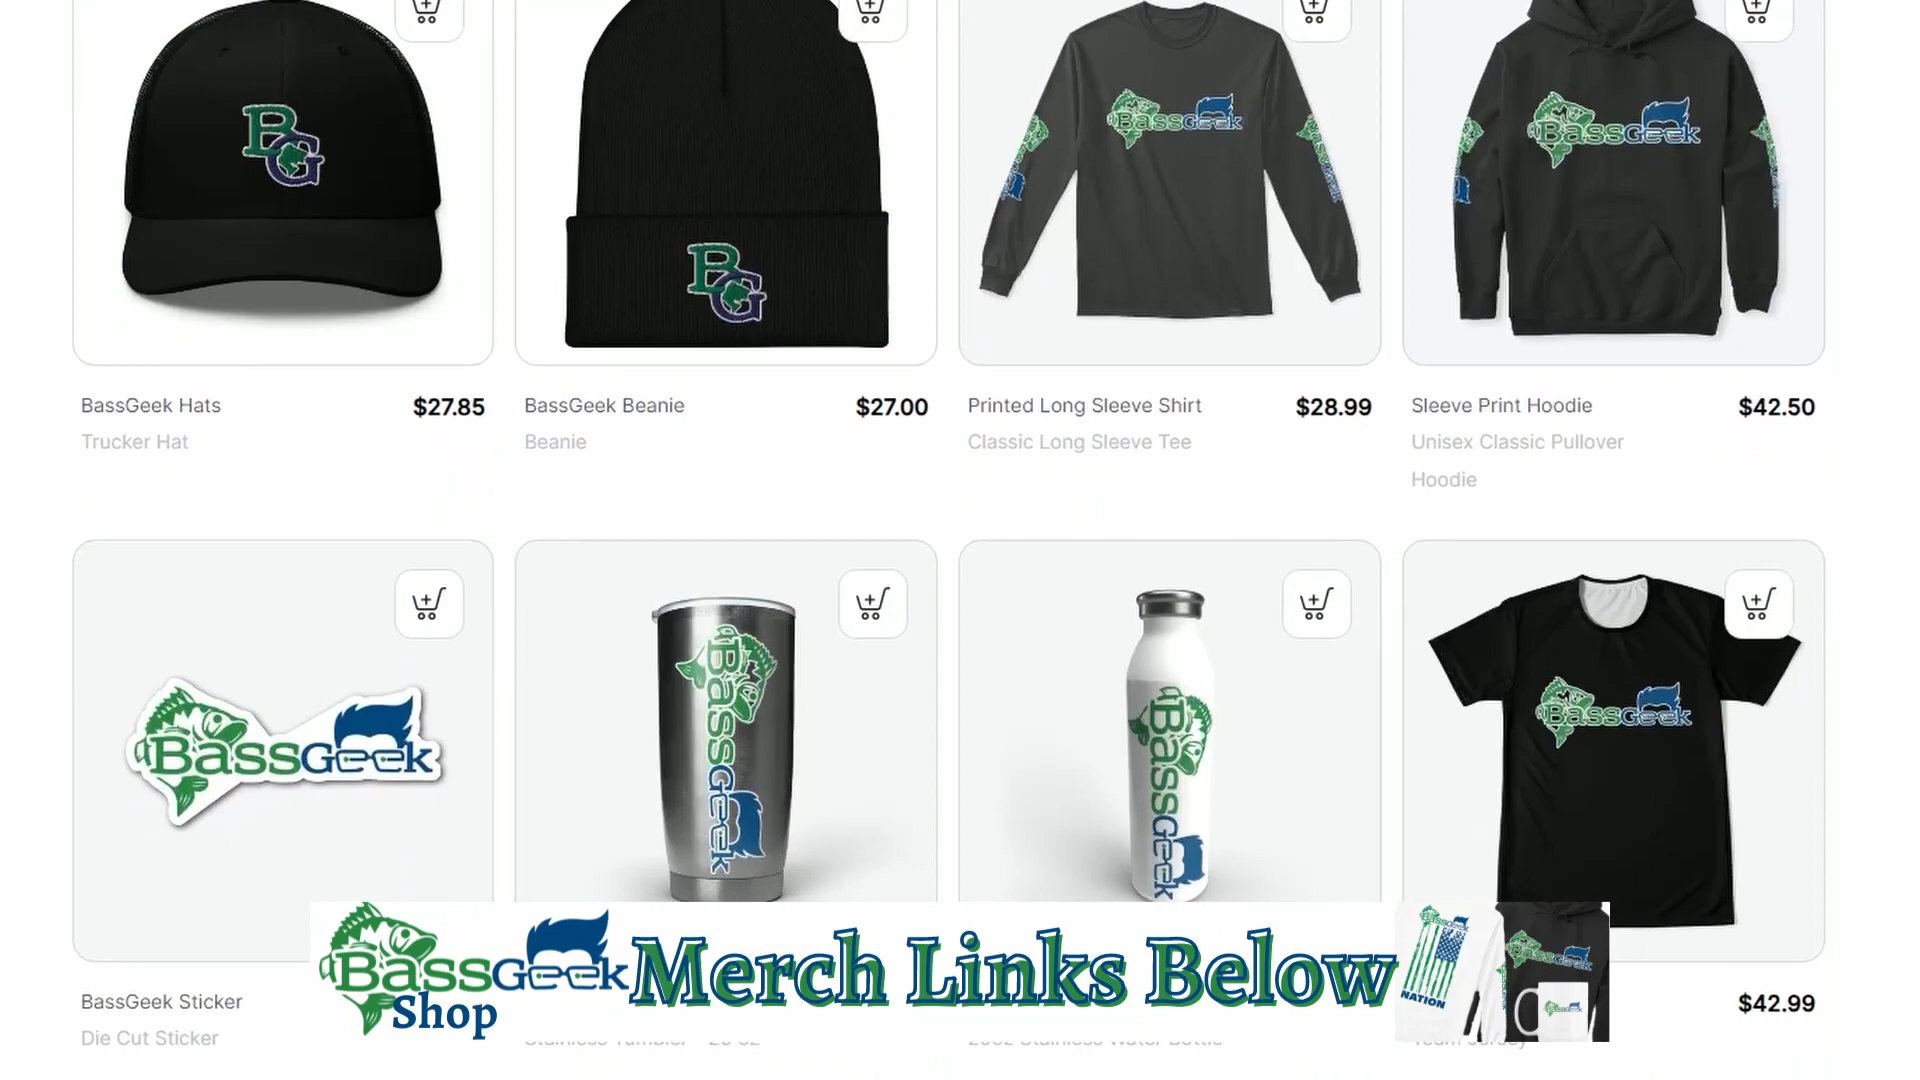 BG
BG
BassGeek
BassGeek
BassGeek Hats $27.85
Trucker Hat
BassGeek Beanie $27.00
Beanie
Printed Long Sleeve Shirt $28.99
Classic Long Sleeve Tee
Sleeve Print Hoodie $42.50
Unisex Classic Pullover
Hoodie
BassGeek
BassGeek
BassGeek
BassGeek
BassGeek Sticker
Die Cut Sticker
$42.99
BassGeek
Shop
Merch Links Below
NATION
BassGeek